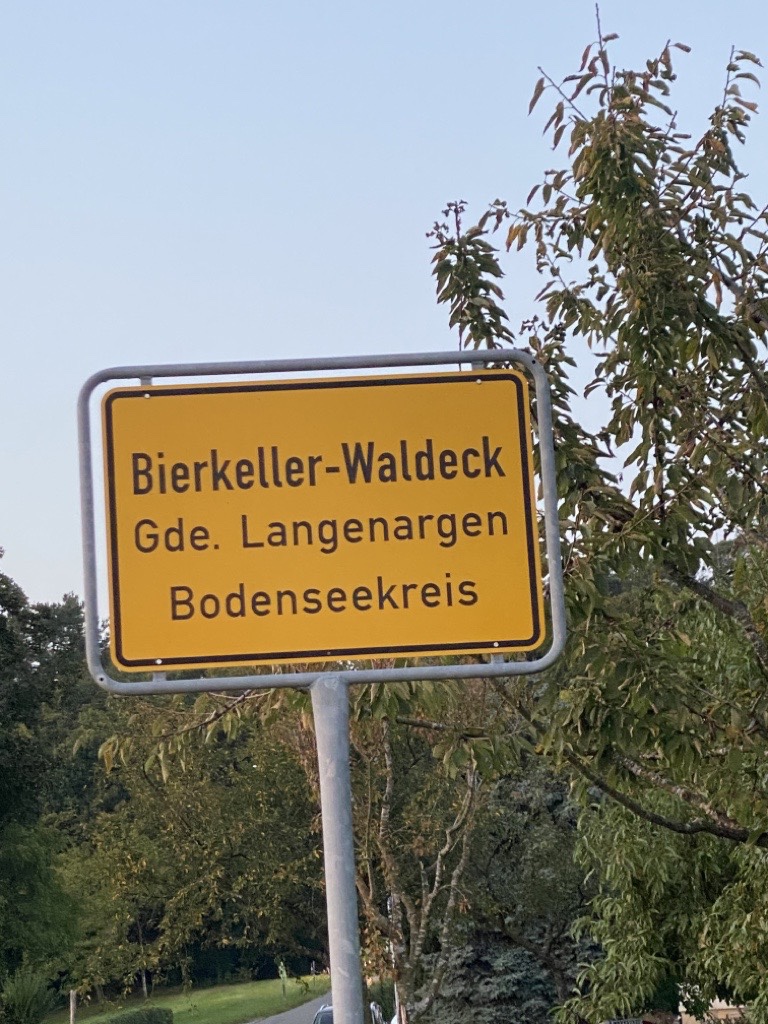 Bierkeller-Waldeck
Gde. Langenargen
Bodenseekreis